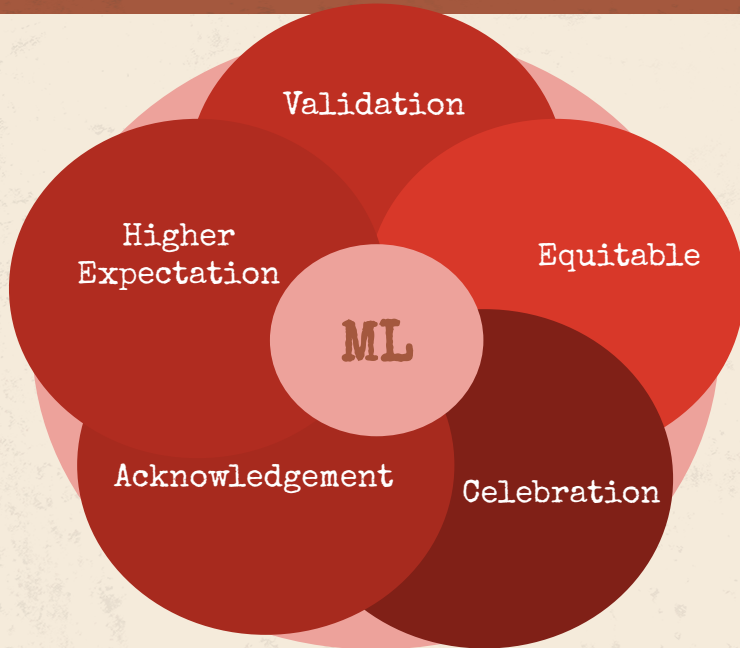 Validation
Higher
Expectation
Equitable
ML
Acknowledgement
Celebration